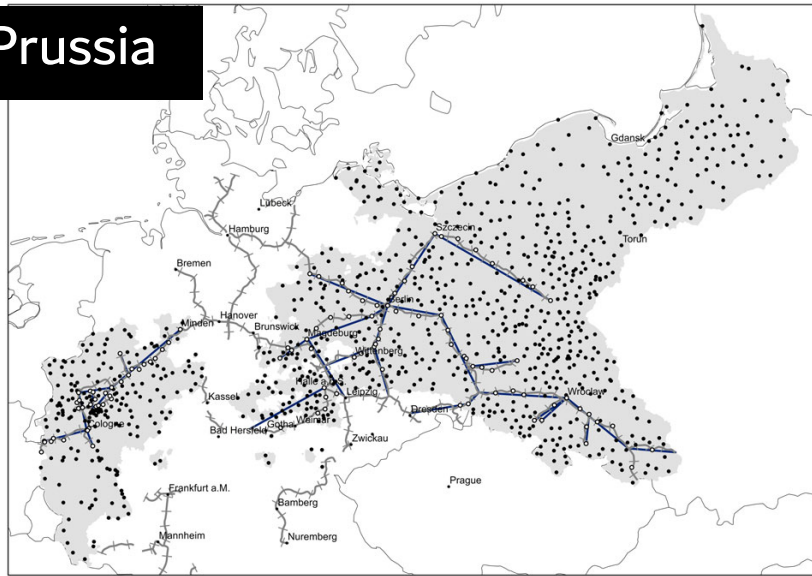 Prussia
Gdansk
Lübeck
Szczecin
Hamburg
Torun
Bremen
Berlin
Minden
Hanover
Brunswick
Magdeburg
Wittenberg
Halle a.d.S.
Leipzig
Wrocław
Kassel
Dresden
Cologne
Gotha
Weimar
Bad Hersfeld
Zwickau
Prague
Frankfurt a.M.
Bamberg
Mannheim
Nuremberg